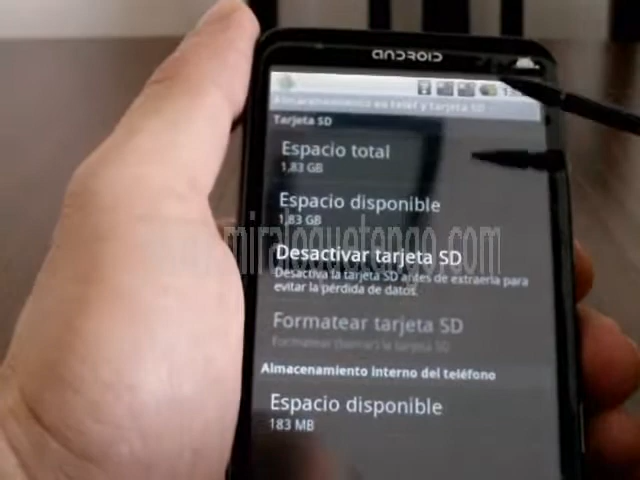 ANDROID
Almacenamiento en teléf y tarjeta SD
Tarjeta SD
Espacio total
1,83 GB
Espacio disponible
1,83 GB
miraloquetengo.com
Desactivar tarjeta SD
Desactiva la tarjeta SD antes de extraerla para
evitar la pérdida de datos.
Formatear tarjeta SD
Formatear (borrar) la tarjeta SD
Almacenamiento interno del teléfono
Espacio disponible
183 MB